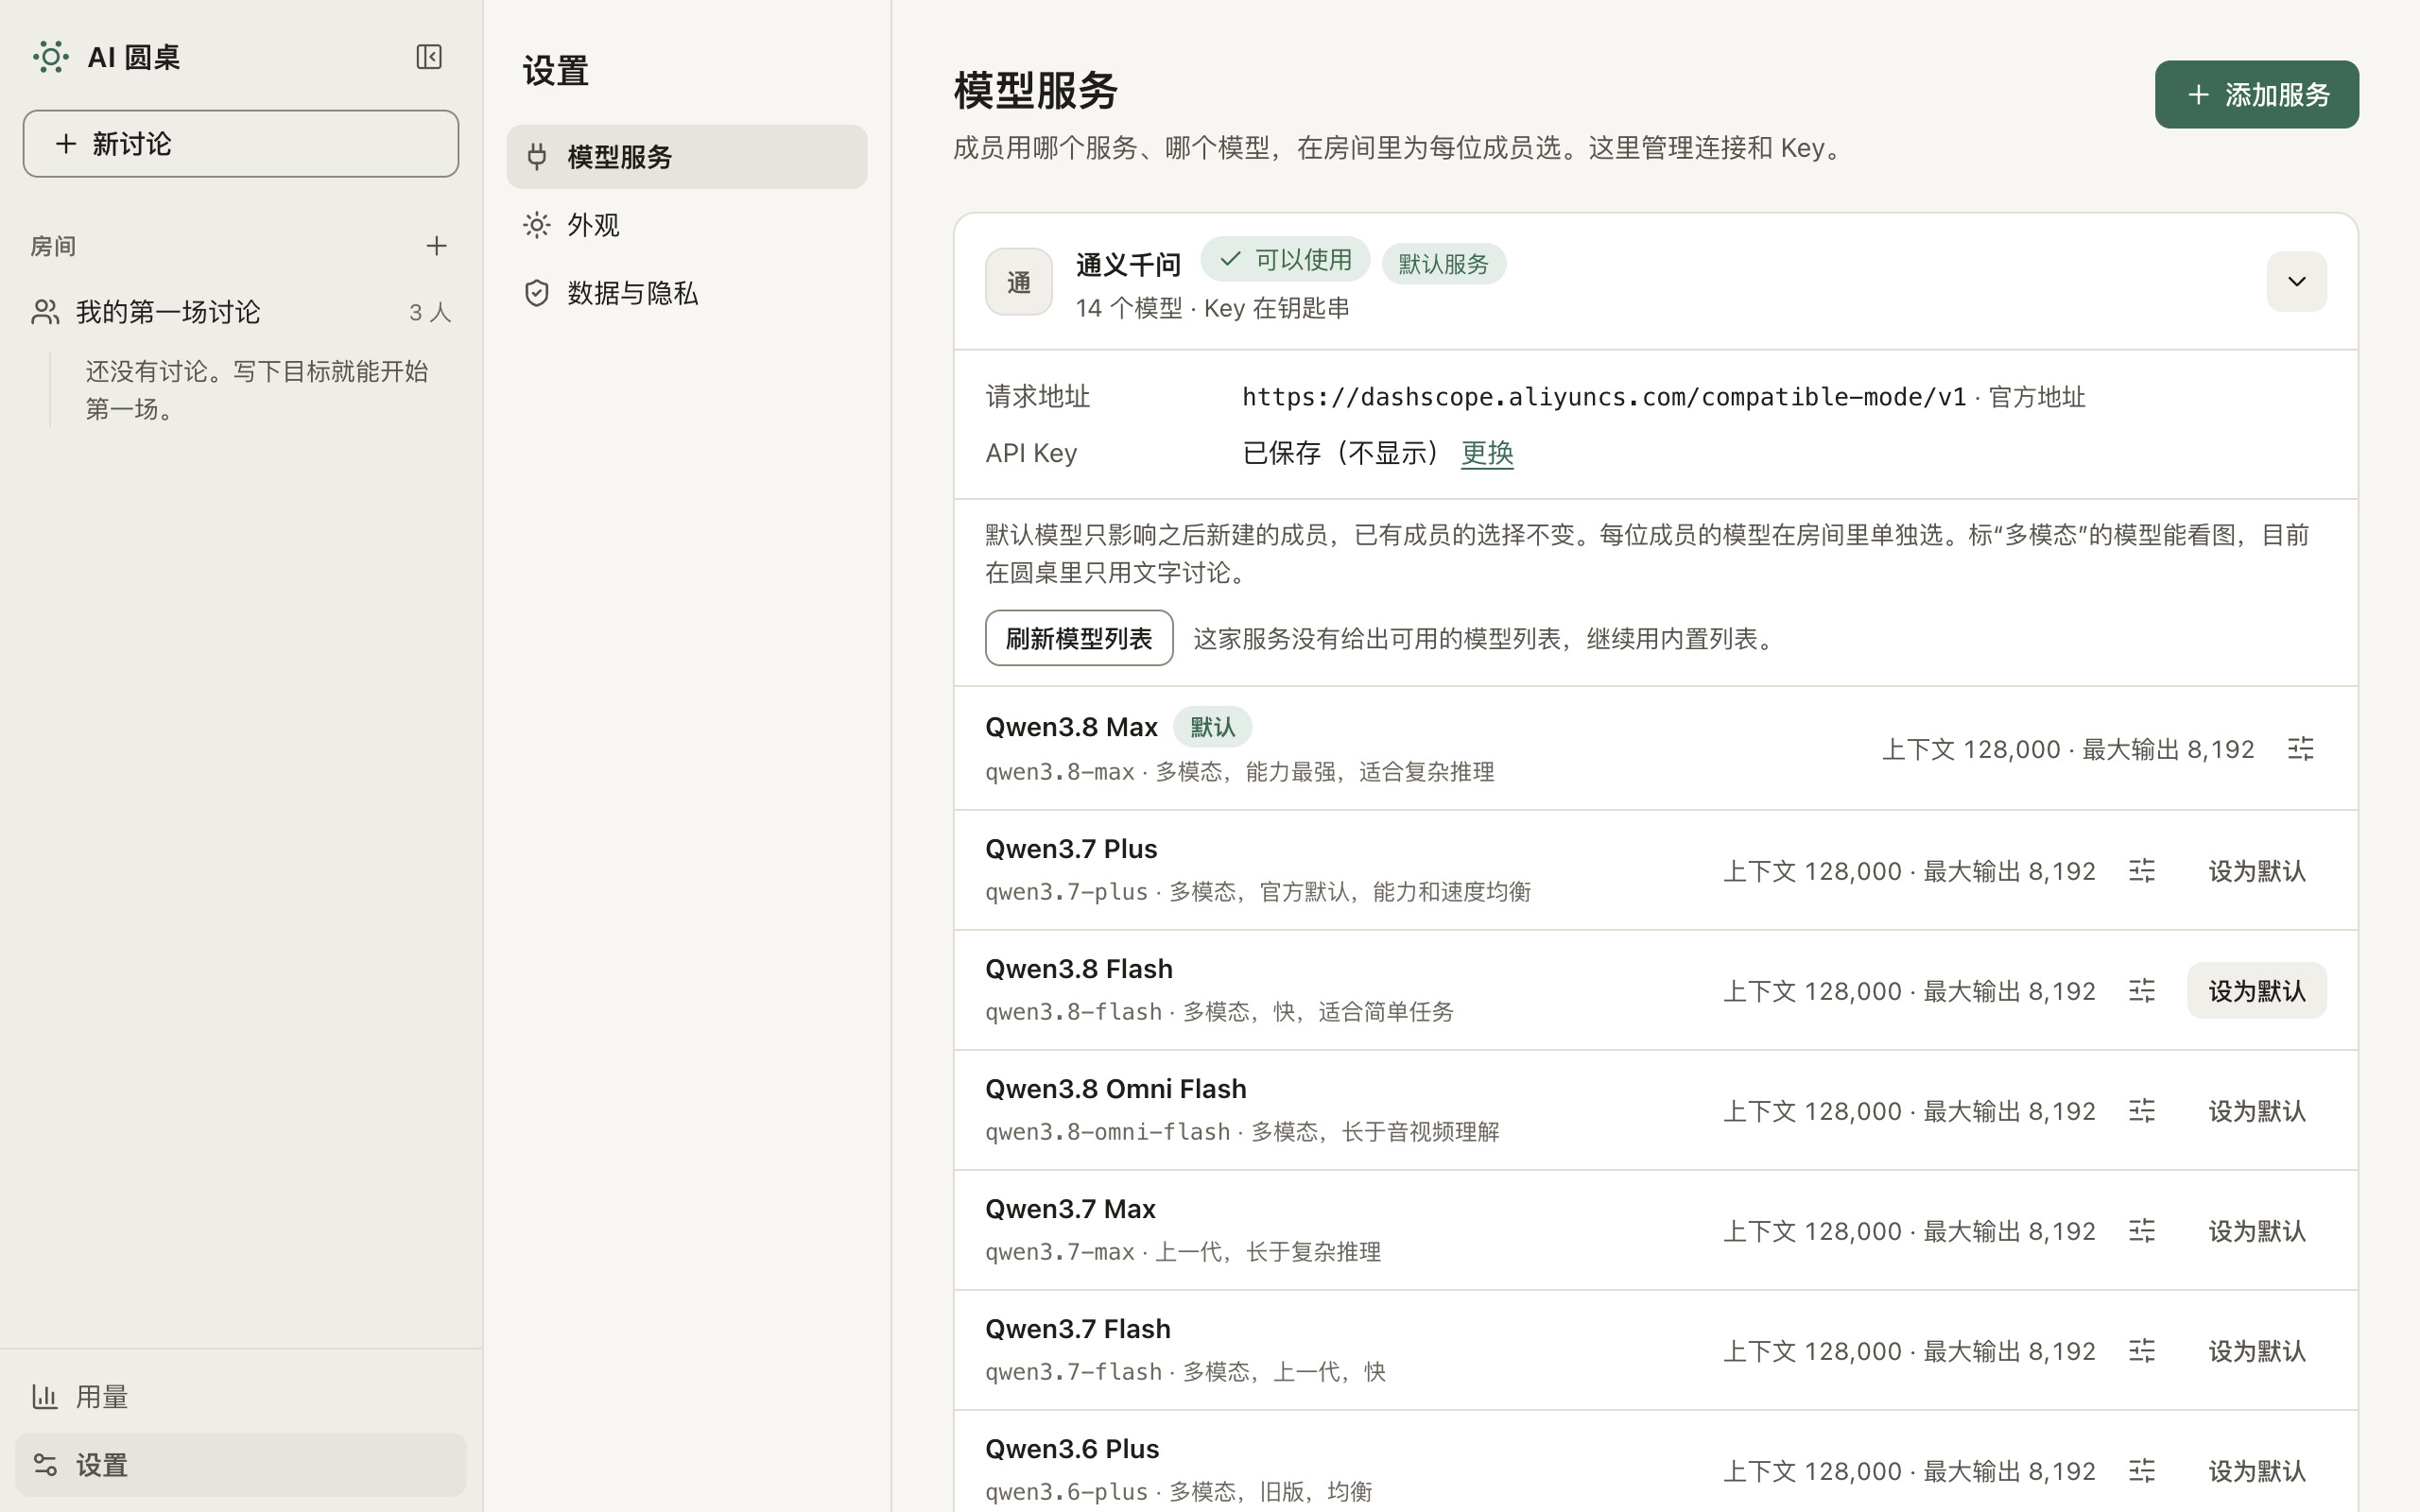 AI 圆桌
新讨论
房间
我的第一场讨论 3 人
还没有讨论。写下目标就能开始
第一场。
用量
设置
设置
模型服务
外观
数据与隐私
模型服务
添加服务
成员用哪个服务、哪个模型，在房间里为每位成员选。这里管理连接和 Key。
通
通义千问 可以使用 默认服务
14 个模型 · Key 在钥匙串
请求地址 https://dashscope.aliyuncs.com/compatible-mode/v1 · 官方地址
API Key 已保存（不显示） 更换
默认模型只影响之后新建的成员，已有成员的选择不变。每位成员的模型在房间里单独选。标“多模态”的模型能看图，目前
在圆桌里只用文字讨论。
刷新模型列表 这家服务没有给出可用的模型列表，继续用内置列表。
Qwen3.8 Max 默认
qwen3.8-max · 多模态，能力最强，适合复杂推理
上下文 128,000 · 最大输出 8,192
Qwen3.7 Plus
qwen3.7-plus · 多模态，官方默认，能力和速度均衡
上下文 128,000 · 最大输出 8,192 设为默认
Qwen3.8 Flash
qwen3.8-flash · 多模态，快，适合简单任务
上下文 128,000 · 最大输出 8,192 设为默认
Qwen3.8 Omni Flash
qwen3.8-omni-flash · 多模态，长于音视频理解
上下文 128,000 · 最大输出 8,192 设为默认
Qwen3.7 Max
qwen3.7-max · 上一代，长于复杂推理
上下文 128,000 · 最大输出 8,192 设为默认
Qwen3.7 Flash
qwen3.7-flash · 多模态，上一代，快
上下文 128,000 · 最大输出 8,192 设为默认
Qwen3.6 Plus
qwen3.6-plus · 多模态，旧版，均衡
上下文 128,000 · 最大输出 8,192 设为默认